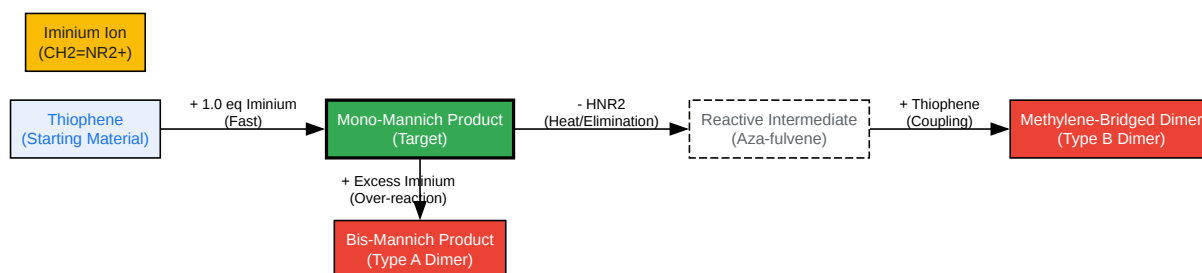 Iminium Ion
(CH2=NR2+)
Thiophene
(Starting Material)
+ 1.0 eq Iminium
(Fast)
Mono-Mannich Product
(Target)
- HNR2
(Heat/Elimination)
Reactive Intermediate
(Aza-fulvene)
+ Thiophene
(Coupling)
Methylene-Bridged Dimer
(Type B Dimer)
+ Excess Iminium
(Over-reaction)
Bis-Mannich Product
(Type A Dimer)